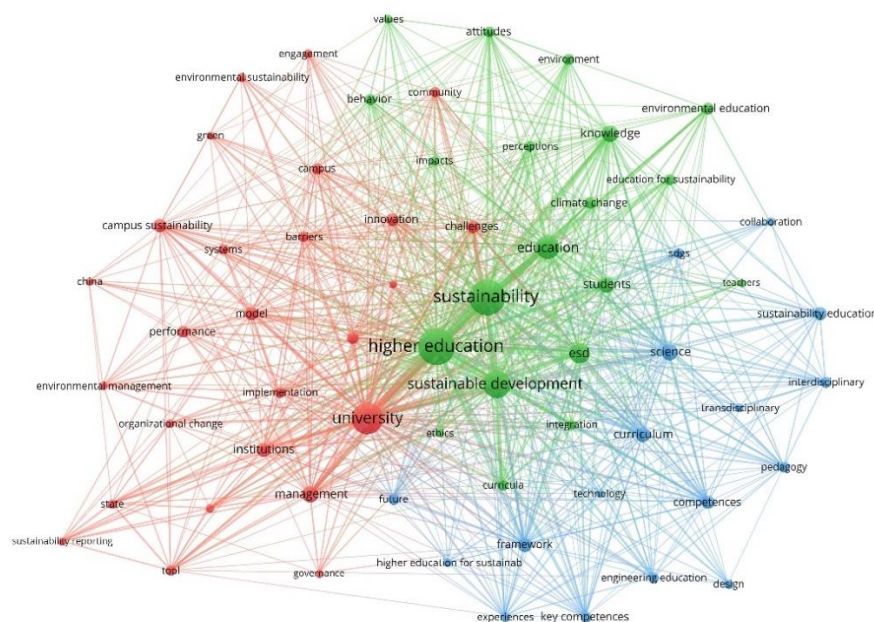 values
attitudes
engagement
environment
environmental sustainability
community
behavior
environmental education
green
knowledge
perceptions
impacts
campus
education for sustainability
climate change
innovation
collaboration
campus sustainability
challenges
barriers
systems
education
sdgs
china
students
teachers
sustainability
model
sustainability education
performance
higher education
esd
science
environmental management
sustainable development
interdisciplinary
implementation
transdisciplinary
university
organizational change
integration
ethics
curriculum
institutions
pedagogy
curricula
management
future
technology
competences
state
sustainability reporting
framework
higher education for sustainab
tool
governance
engineering education
design
experiences
key competences